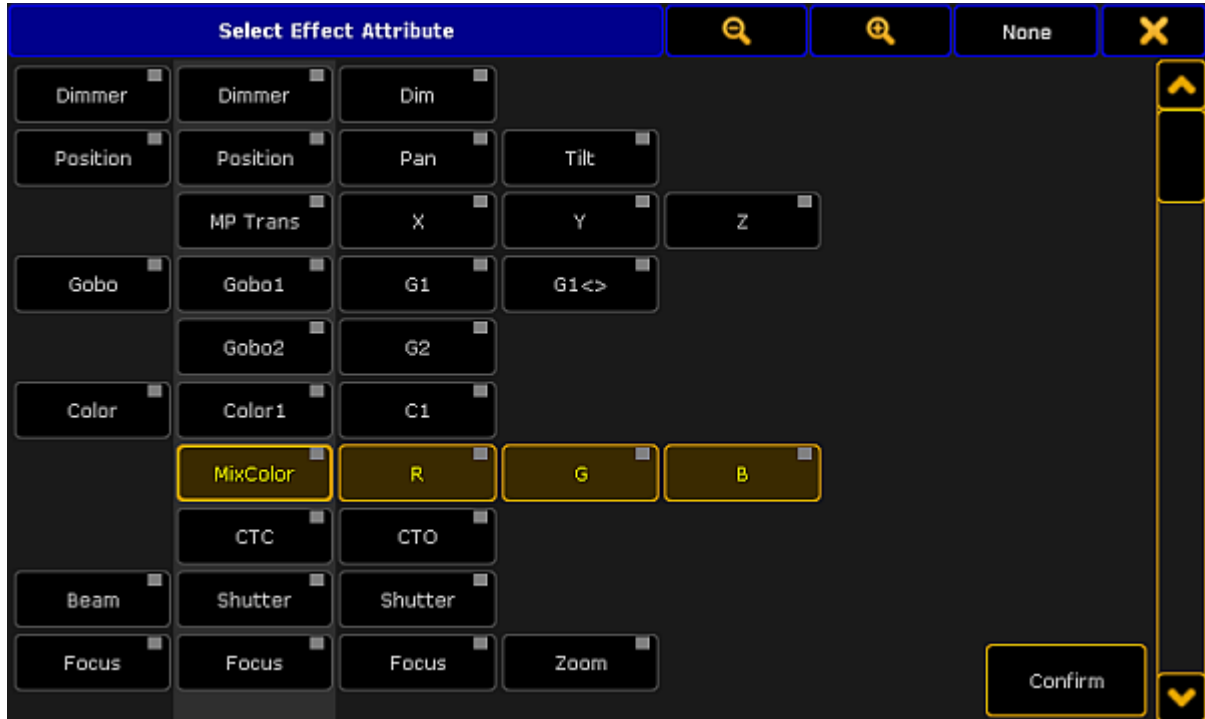 Select Effect Attribute None
Dimmer Dimmer Dim
Position Position Pan Tilt
MP Trans X Y Z
Gobo Gobo1 G1 G1<>
Gobo2 G2
Color Color1 C1
MixColor R G B
CTC CTO
Beam Shutter Shutter
Focus Focus Focus Zoom
Confirm